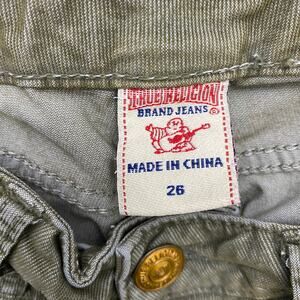 TRUE RELIGION
BRAND JEANS®
MADE IN CHINA
26